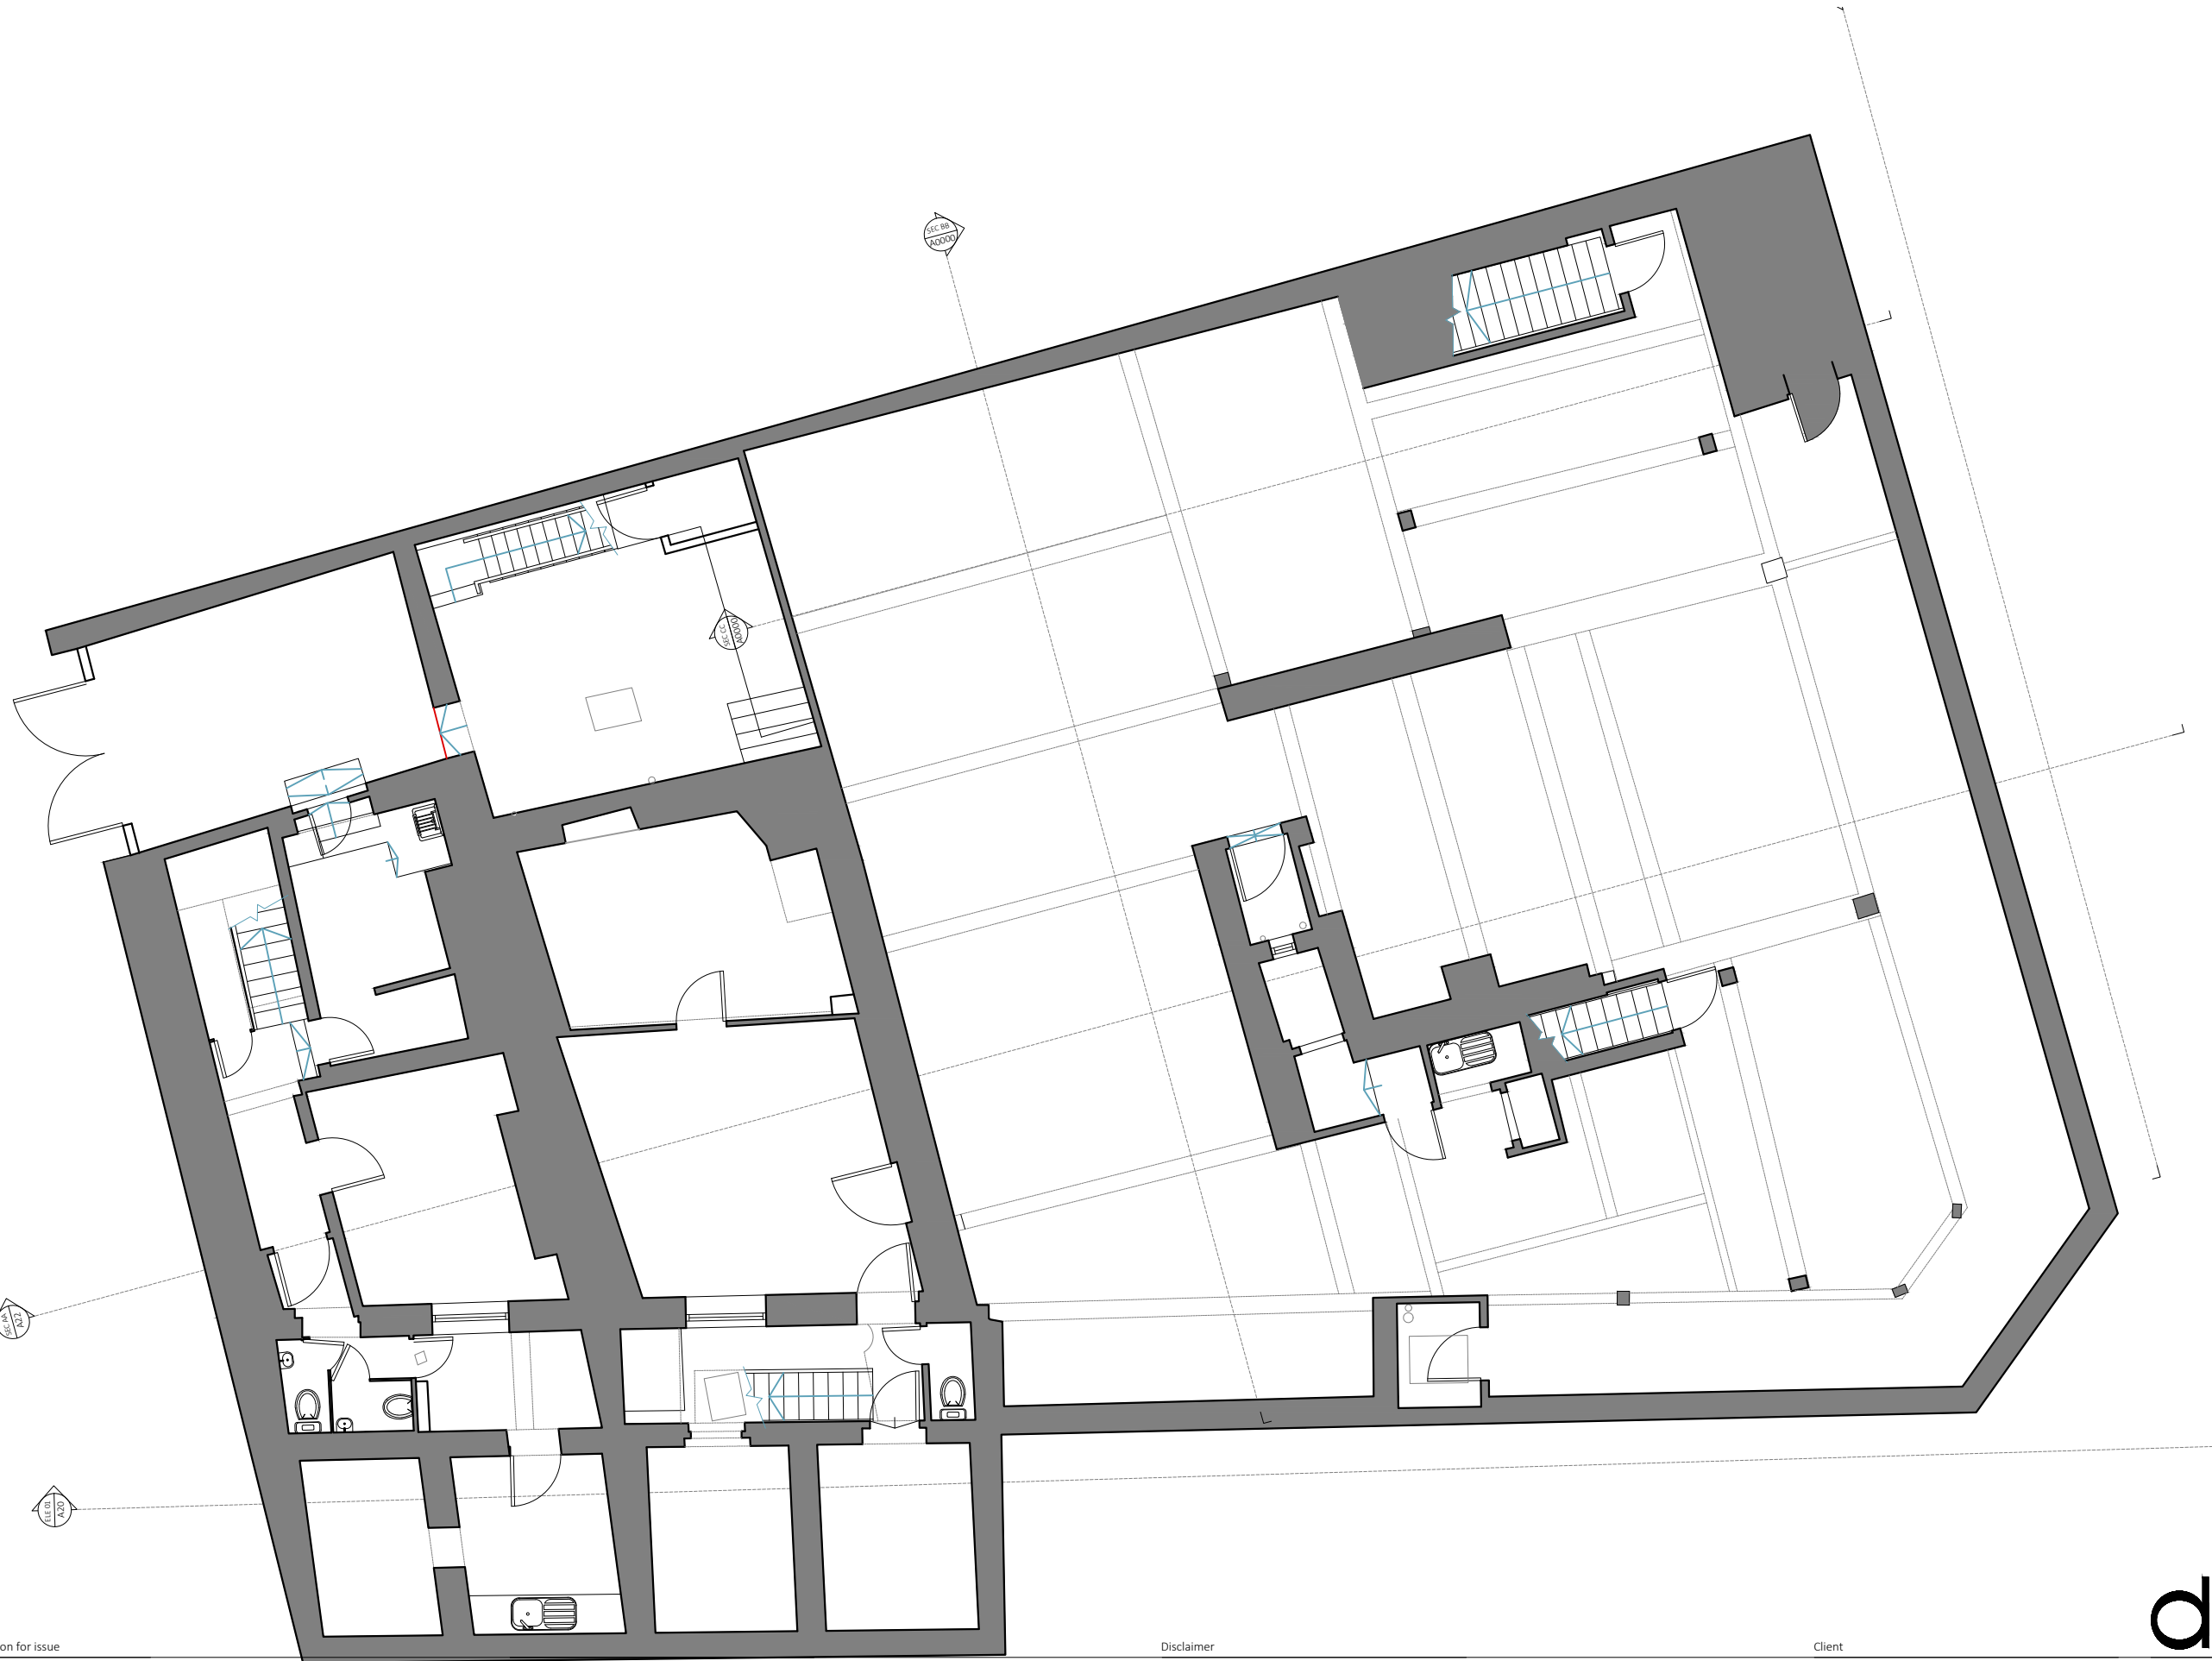 SEC BB
A0000
SEC CC
A0000
SEC AA
A22
ELE 01
A20
on for issue
Disclaimer
Client
d